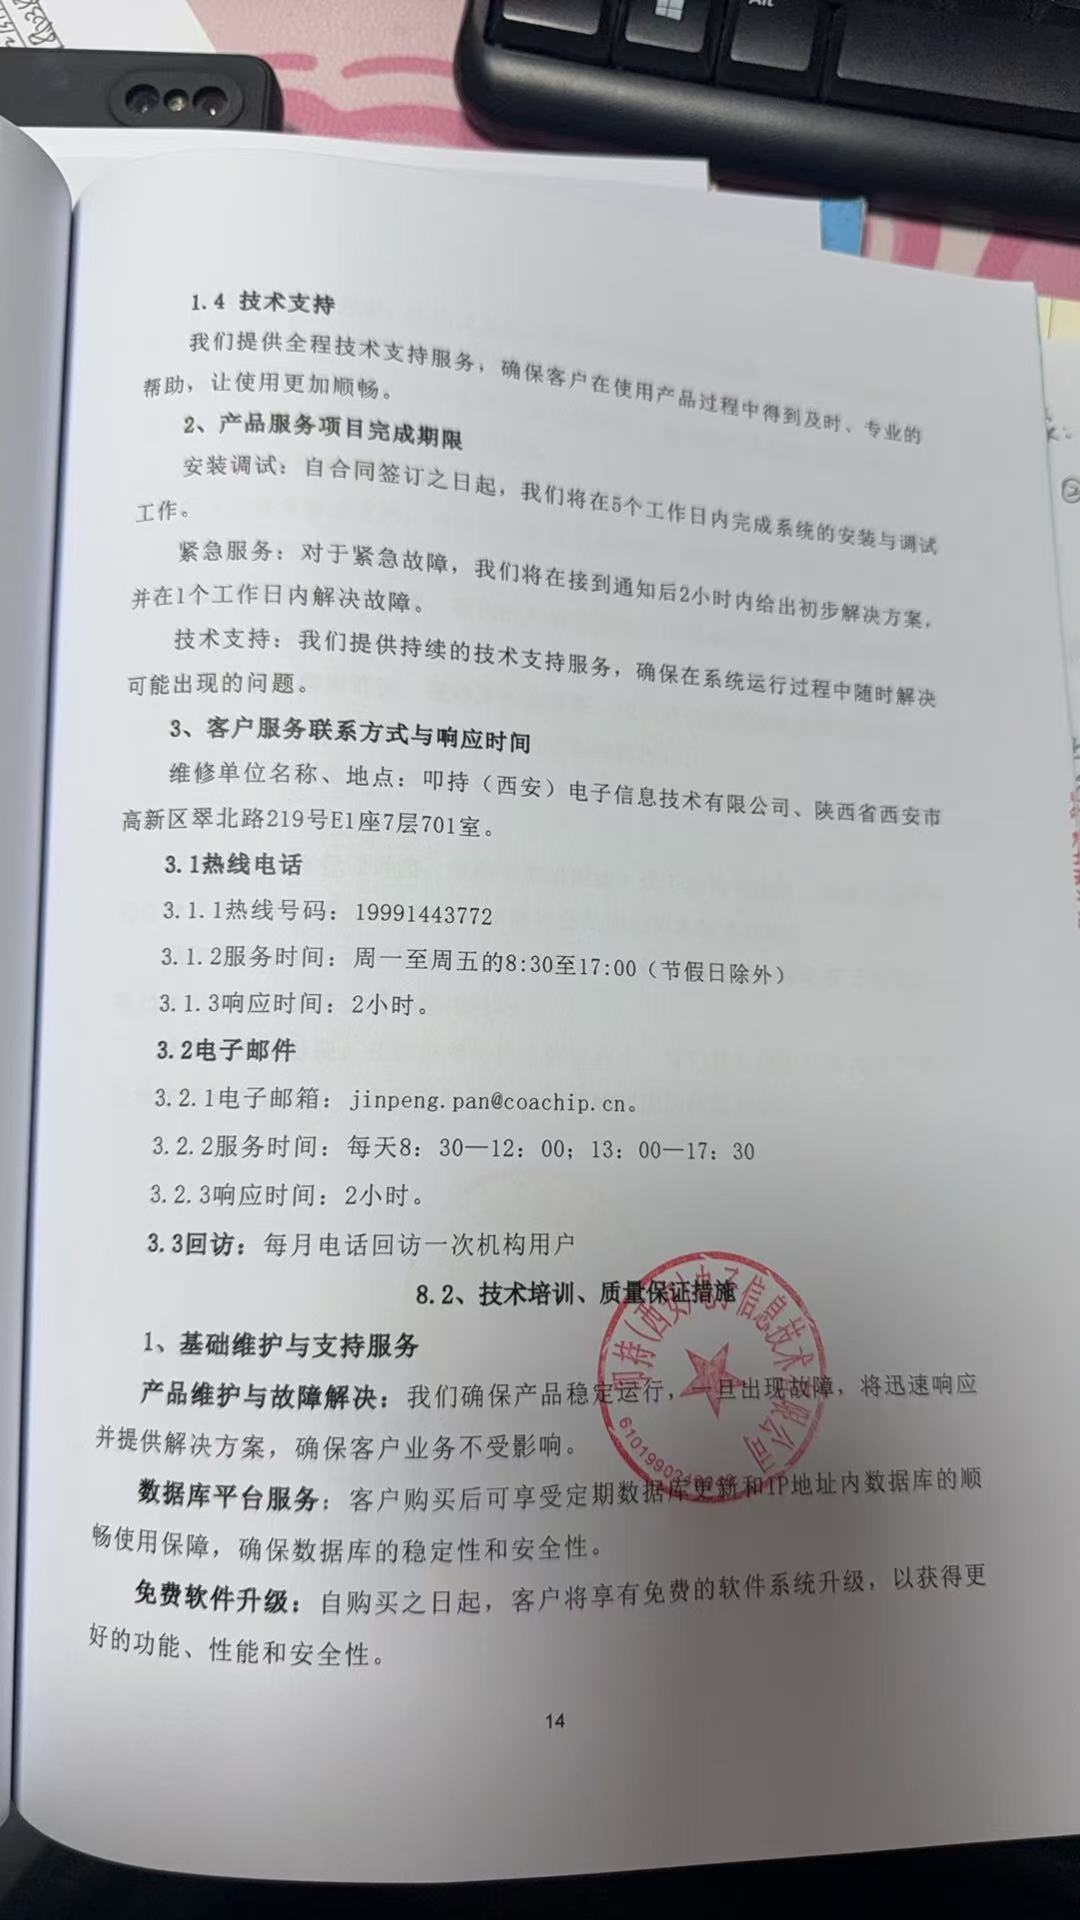 Alt
1.4 技术支持
我们提供全程技术支持服务，确保客户在使用产品过程中得到及时、专业的
帮助，让使用更加顺畅。
2、产品服务项目完成期限
安装调试：自合同签订之日起，我们将在5个工作日内完成系统的安装与调试
工作。
紧急服务：对于紧急故障，我们将在接到通知后2小时内给出初步解决方案，
并在1个工作日内解决故障。
技术支持：我们提供持续的技术支持服务，确保在系统运行过程中随时解决
可能出现的问题。
3、客户服务联系方式与响应时间
维修单位名称、地点：叩持（西安）电子信息技术有限公司、陕西省西安市
高新区翠北路219号E1座7层701室。
3.1热线电话
3.1.1热线号码：19991443772
3.1.2服务时间：周一至周五的8:30至17:00（节假日除外）
3.1.3响应时间：2小时。
3.2电子邮件
3.2.1电子邮箱：jinpeng.pan@coachip.cn。
3.2.2服务时间：每天8：30—12：00；13：00—17：30
3.2.3响应时间：2小时。
3.3回访：每月电话回访一次机构用户
8.2、技术培训、质量保证措施
1、基础维护与支持服务
产品维护与故障解决：我们确保产品稳定运行，一旦出现故障，将迅速响应
并提供解决方案，确保客户业务不受影响。
数据库平台服务：客户购买后可享受定期数据库更新和IP地址内数据库的顺
畅使用保障，确保数据库的稳定性和安全性。
免费软件升级：自购买之日起，客户将享有免费的软件系统升级，以获得更
好的功能、性能和安全性。
叩持（西安）电子信息技术有限公司
14